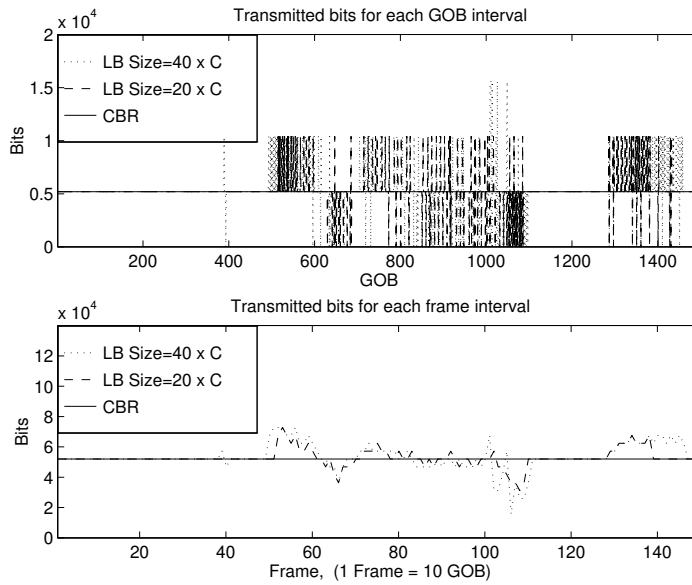 Transmitted bits for each GOB interval
x 10^4
2
1.5
1
0.5
0
Bits
LB Size=40 x C
LB Size=20 x C
CBR
200 400 600 800 1000 1200 1400
GOB
Transmitted bits for each frame interval
x 10^4
12
10
8
6
4
2
0
Bits
LB Size=40 x C
LB Size=20 x C
CBR
20 40 60 80 100 120 140
Frame, (1 Frame = 10 GOB)